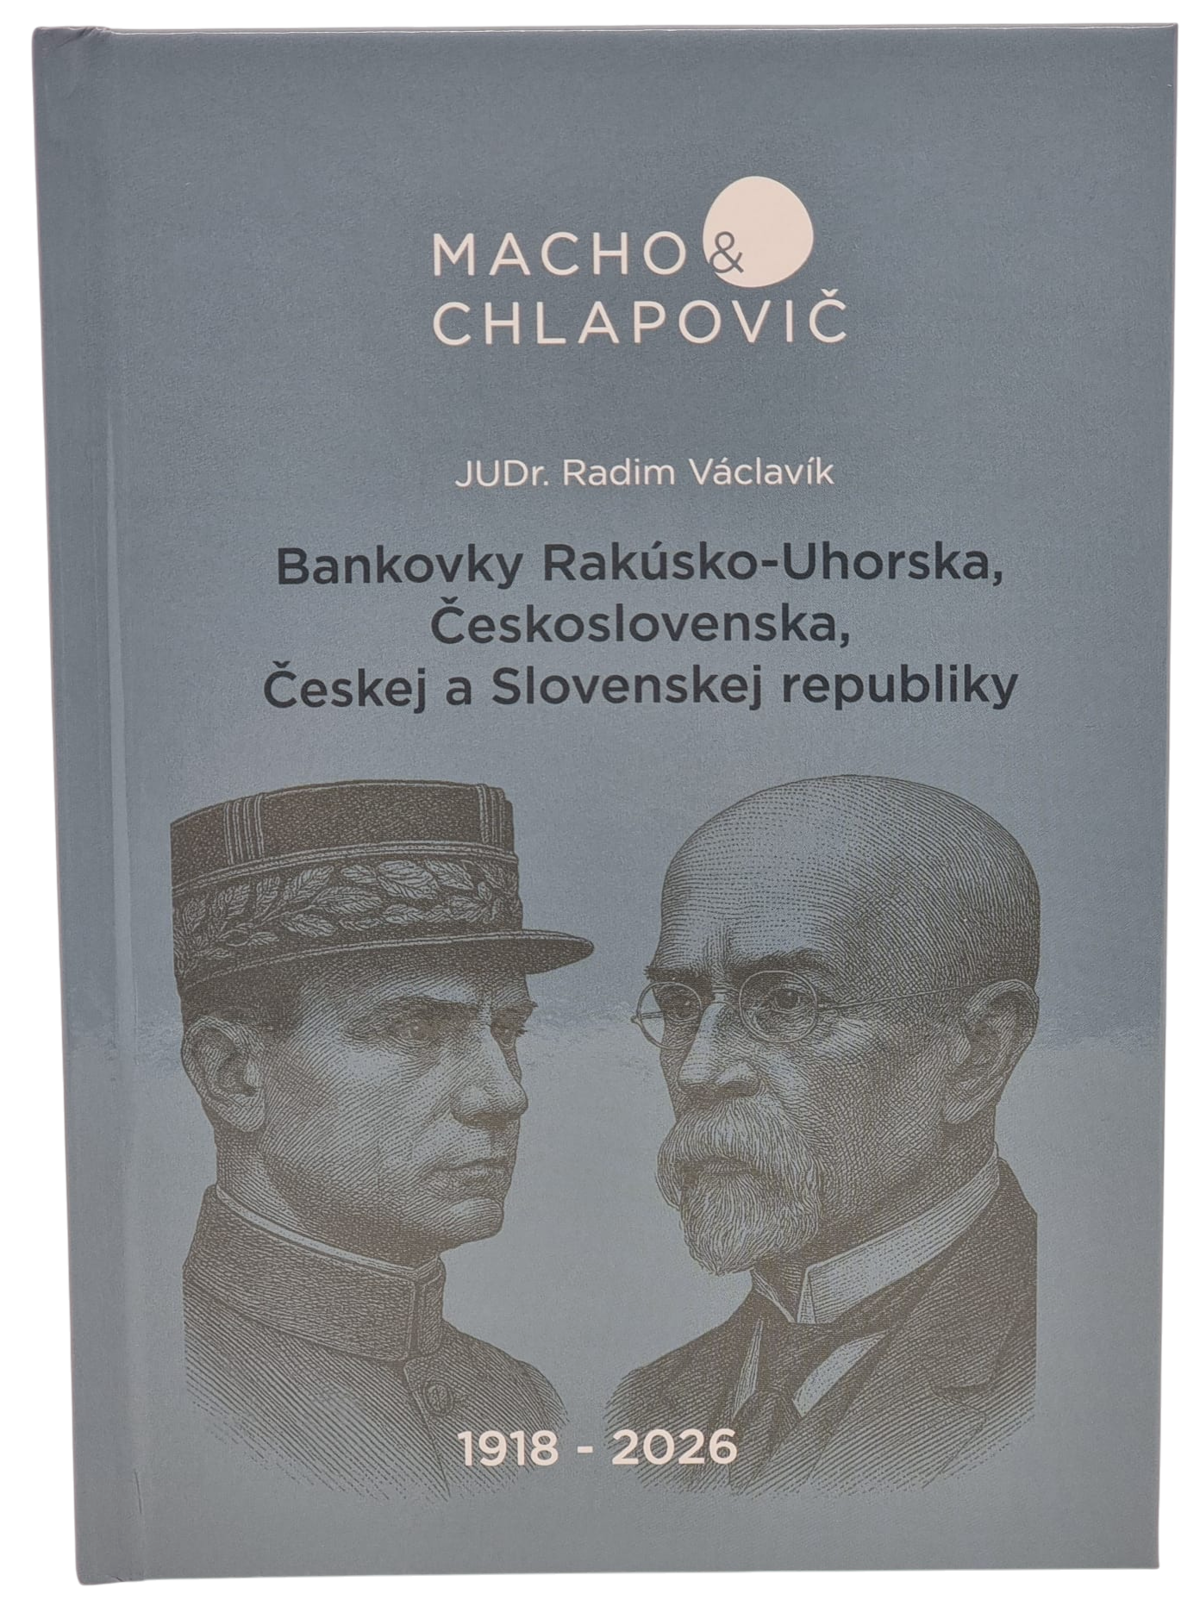 MACHO &
CHLAPOVIČ
JUDr. Radim Václavík
Bankovky Rakúsko-Uhorska,
Československa,
Českej a Slovenskej republiky
1918 - 2026